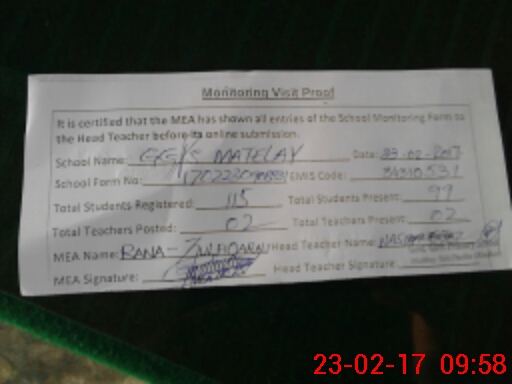 Monitoring Visit Proof
It is certified that the MEA has shown all entries of the School Monitoring Form to
the Head Teacher before its online submission.
School Name: MATELAY Date: 23-02-2017
School Form No: EMIS Code:
Total Students Registered: 115 Total Students Present: 99
Total Teachers Posted: 02 Total Teachers Present: 02
MEA Name: RANA- Head Teacher Name:
MEA Signature: Head Teacher Signature:
23-02-17 09:58